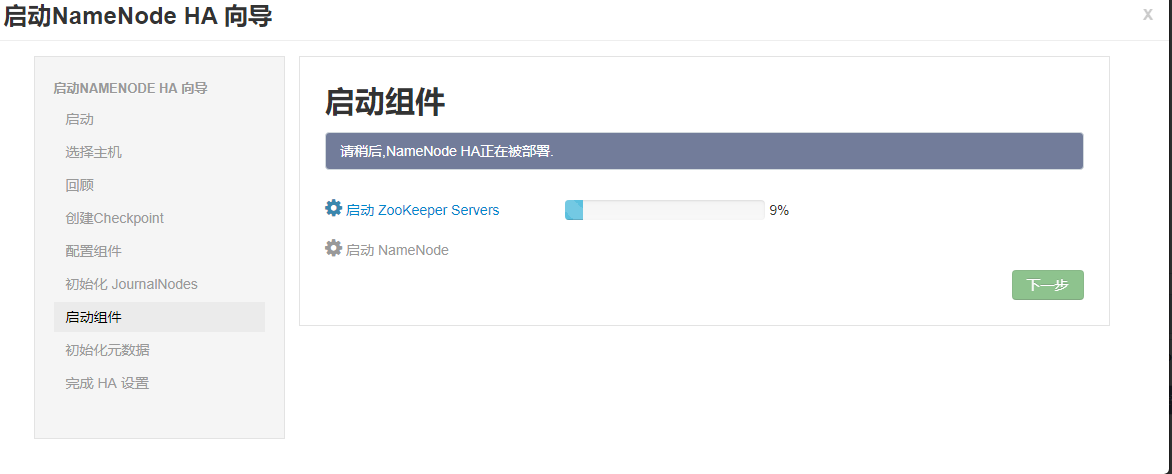 启动NameNode HA 向导
x
启动NAMENODE HA 向导
启动
选择主机
回顾
创建Checkpoint
配置组件
初始化 JournalNodes
启动组件
初始化元数据
完成 HA 设置
启动组件
请稍后,NameNode HA正在被部署.
启动 ZooKeeper Servers 9%
启动 NameNode
下一步